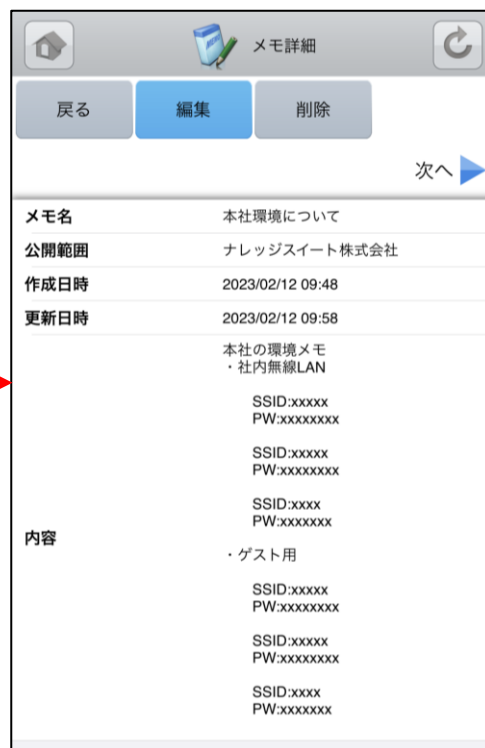 メモ詳細
戻る 編集 削除
次へ
メモ名 本社環境について
公開範囲 ナレッジスイート株式会社
作成日時 2023/02/12 09:48
更新日時 2023/02/12 09:58
内容
本社の環境メモ
・社内無線LAN
SSID:xxxxx
PW:xxxxxxxx
SSID:xxxxx
PW:xxxxxxxx
SSID:xxxx
PW:xxxxxxx
・ゲスト用
SSID:xxxxx
PW:xxxxxxxx
SSID:xxxxx
PW:xxxxxxxx
SSID:xxxx
PW:xxxxxxx